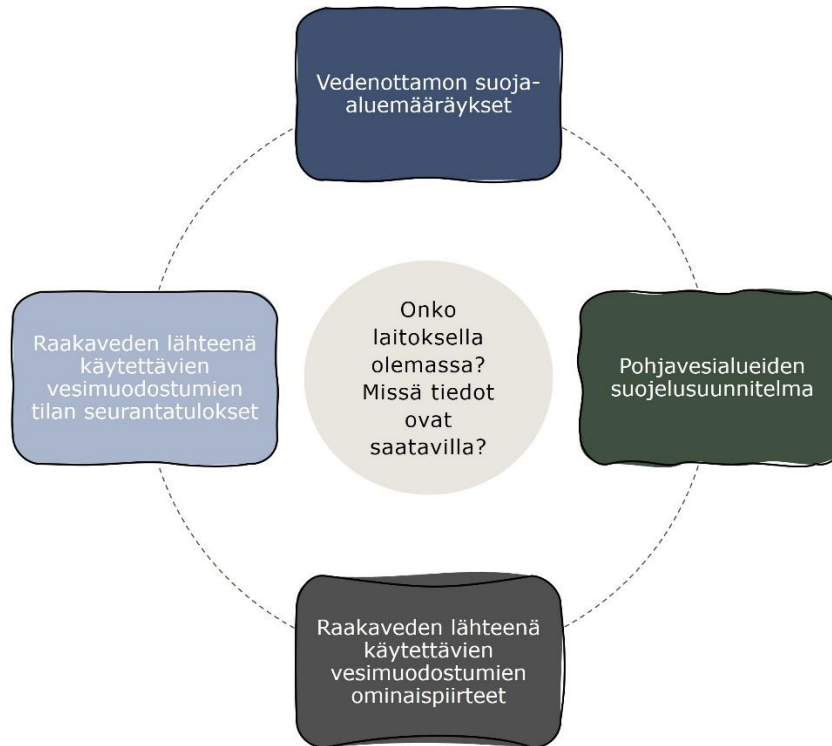 Vedenottamon suoja-
aluemääräykset
Onko
laitoksella
olemassa?
Missä tiedot
ovat
saatavilla?
Raakaveden lähteenä
käytettävien
vesimuodostumien
tilan seurantatulokset
Pohjavesialueiden
suojelusuunnitelma
Raakaveden lähteenä
käytettävien
vesimuodostumien
ominaispiirteet